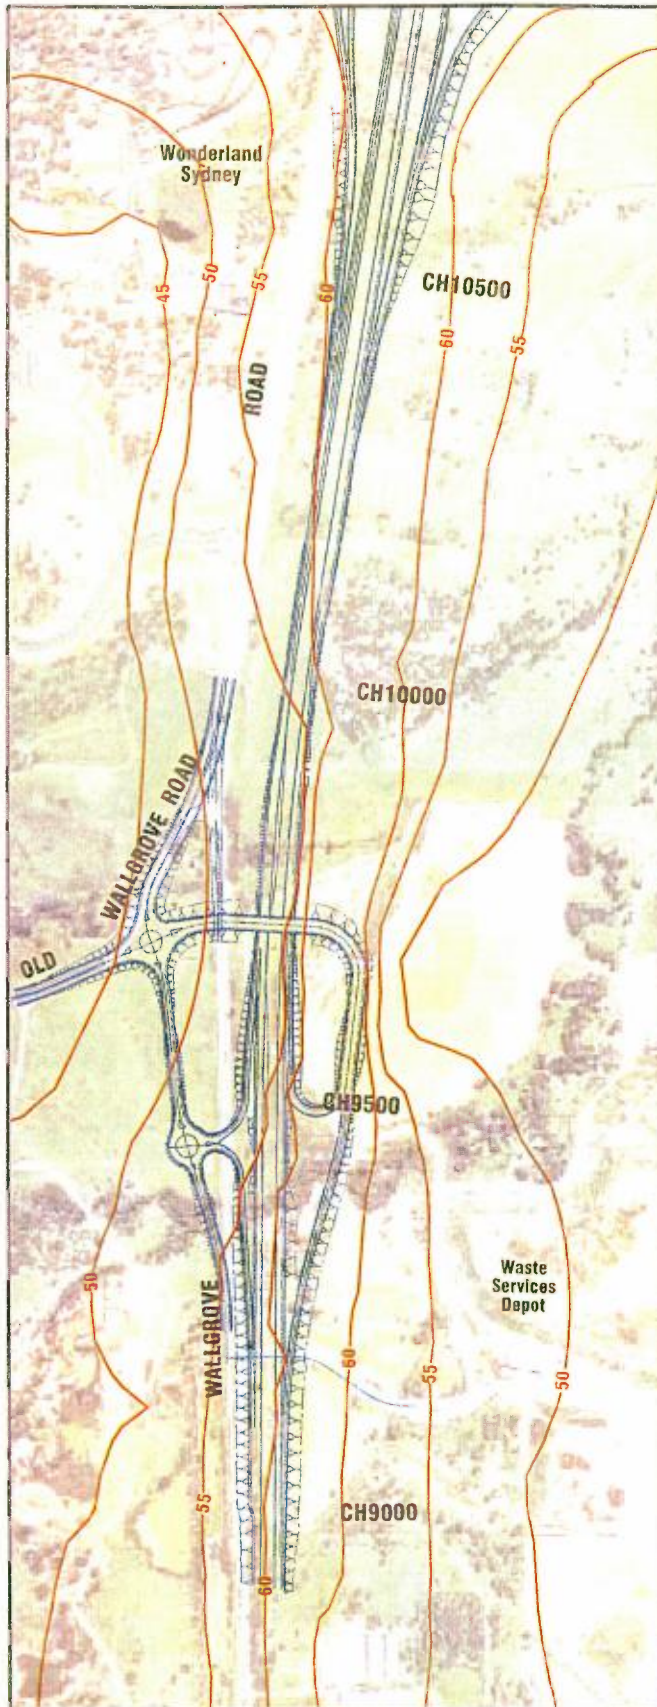 Wonderland
Sydney
45
50
55
60
CH10500
60
55
ROAD
CH10000
WALLGROVE ROAD
OLD
CH9500
50
WALLGROVE
Waste
Services
Depot
60
55
50
55
CH9000
60